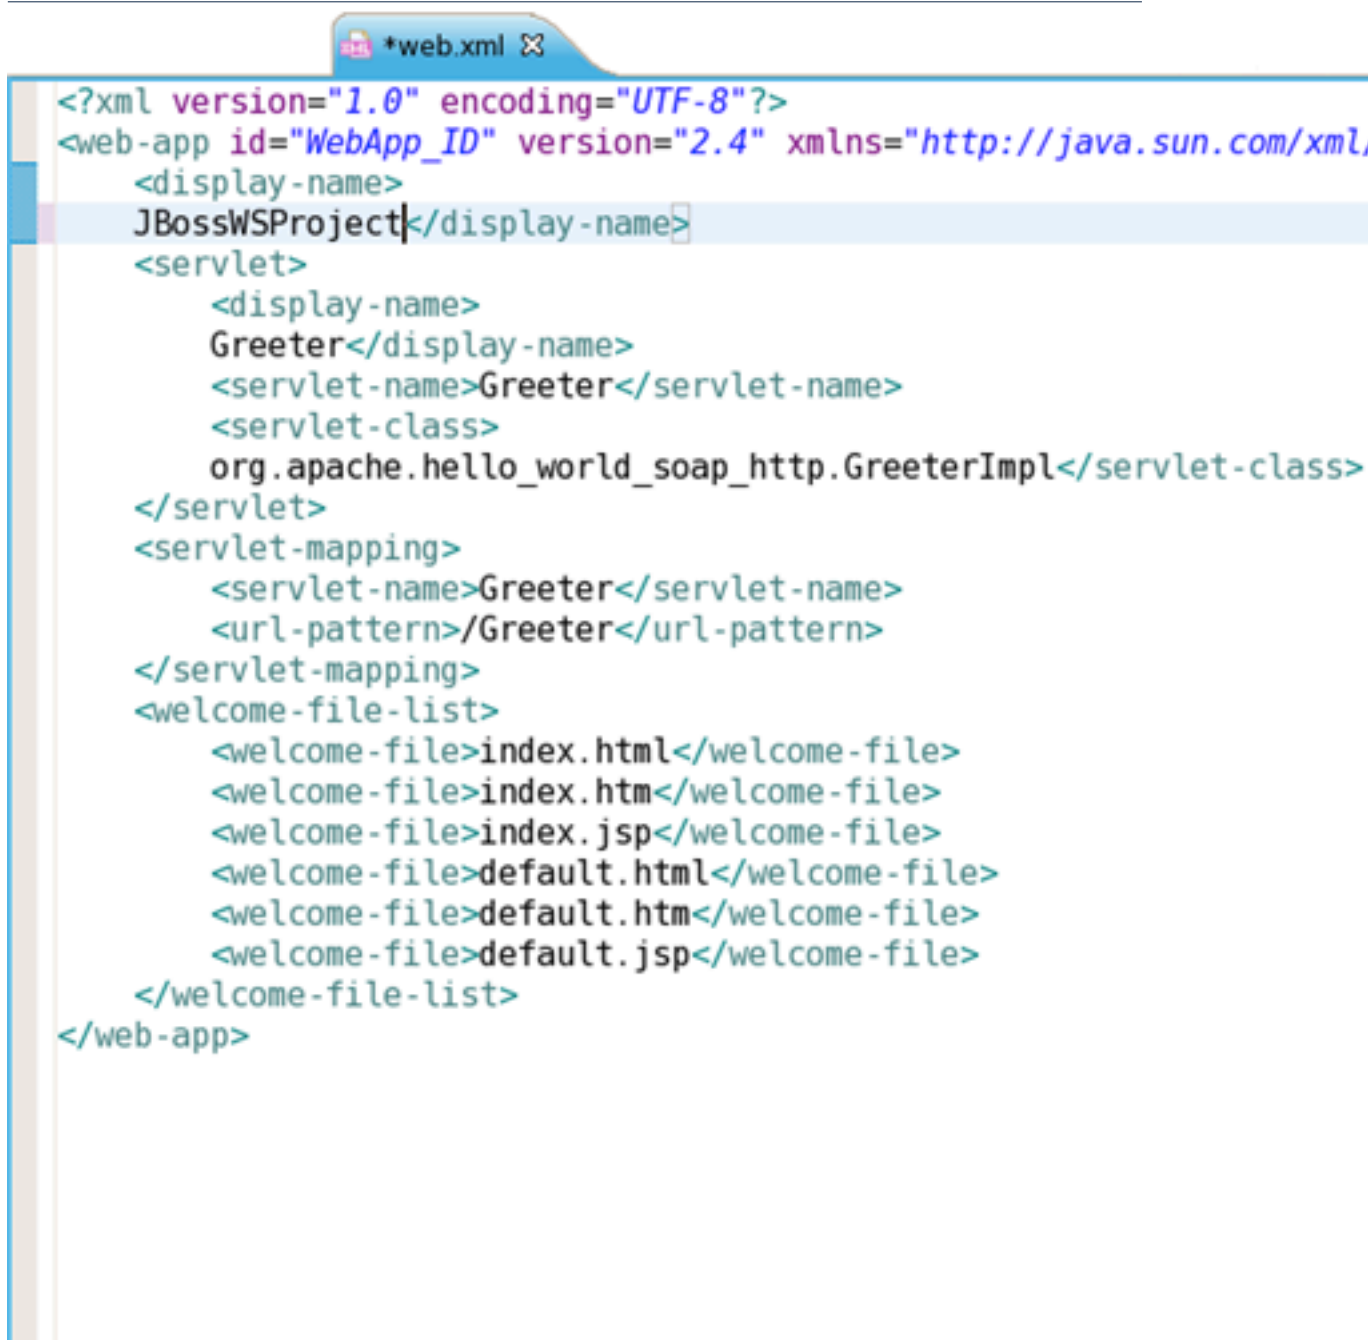 *web.xml
<?xml version="1.0" encoding="UTF-8"?>
<web-app id="WebApp_ID" version="2.4" xmlns="http://java.sun.com/xml/
<display-name>
JBossWSProject</display-name>
<servlet>
<display-name>
Greeter</display-name>
<servlet-name>Greeter</servlet-name>
<servlet-class>
org.apache.hello_world_soap_http.GreeterImpl</servlet-class>
</servlet>
<servlet-mapping>
<servlet-name>Greeter</servlet-name>
<url-pattern>/Greeter</url-pattern>
</servlet-mapping>
<welcome-file-list>
<welcome-file>index.html</welcome-file>
<welcome-file>index.htm</welcome-file>
<welcome-file>index.jsp</welcome-file>
<welcome-file>default.html</welcome-file>
<welcome-file>default.htm</welcome-file>
<welcome-file>default.jsp</welcome-file>
</welcome-file-list>
</web-app>